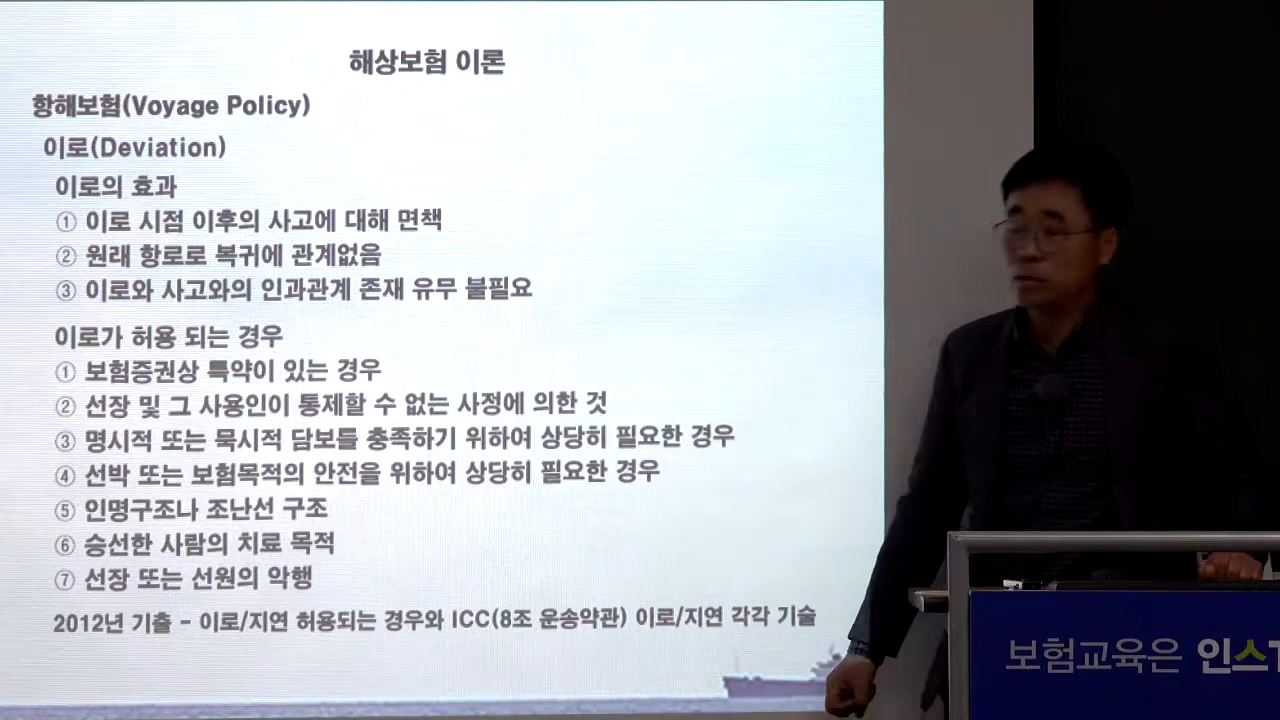 해상보험 이론
항해보험(Voyage Policy)
이로(Deviation)
이로의 효과
① 이로 시점 이후의 사고에 대해 면책
② 원래 항로로 복귀에 관계없음
③ 이로와 사고와의 인과관계 존재 유무 불필요
이로가 허용 되는 경우
① 보험증권상 특약이 있는 경우
② 선장 및 그 사용인이 통제할 수 없는 사정에 의한 것
③ 명시적 또는 묵시적 담보를 충족하기 위하여 상당히 필요한 경우
④ 선박 또는 보험목적의 안전을 위하여 상당히 필요한 경우
⑤ 인명구조나 조난선 구조
⑥ 승선한 사람의 치료 목적
⑦ 선장 또는 선원의 악행
2012년 기출 - 이로/지연 허용되는 경우와 ICC(8조 운송약관) 이로/지연 각각 기술
보험교육은 인스